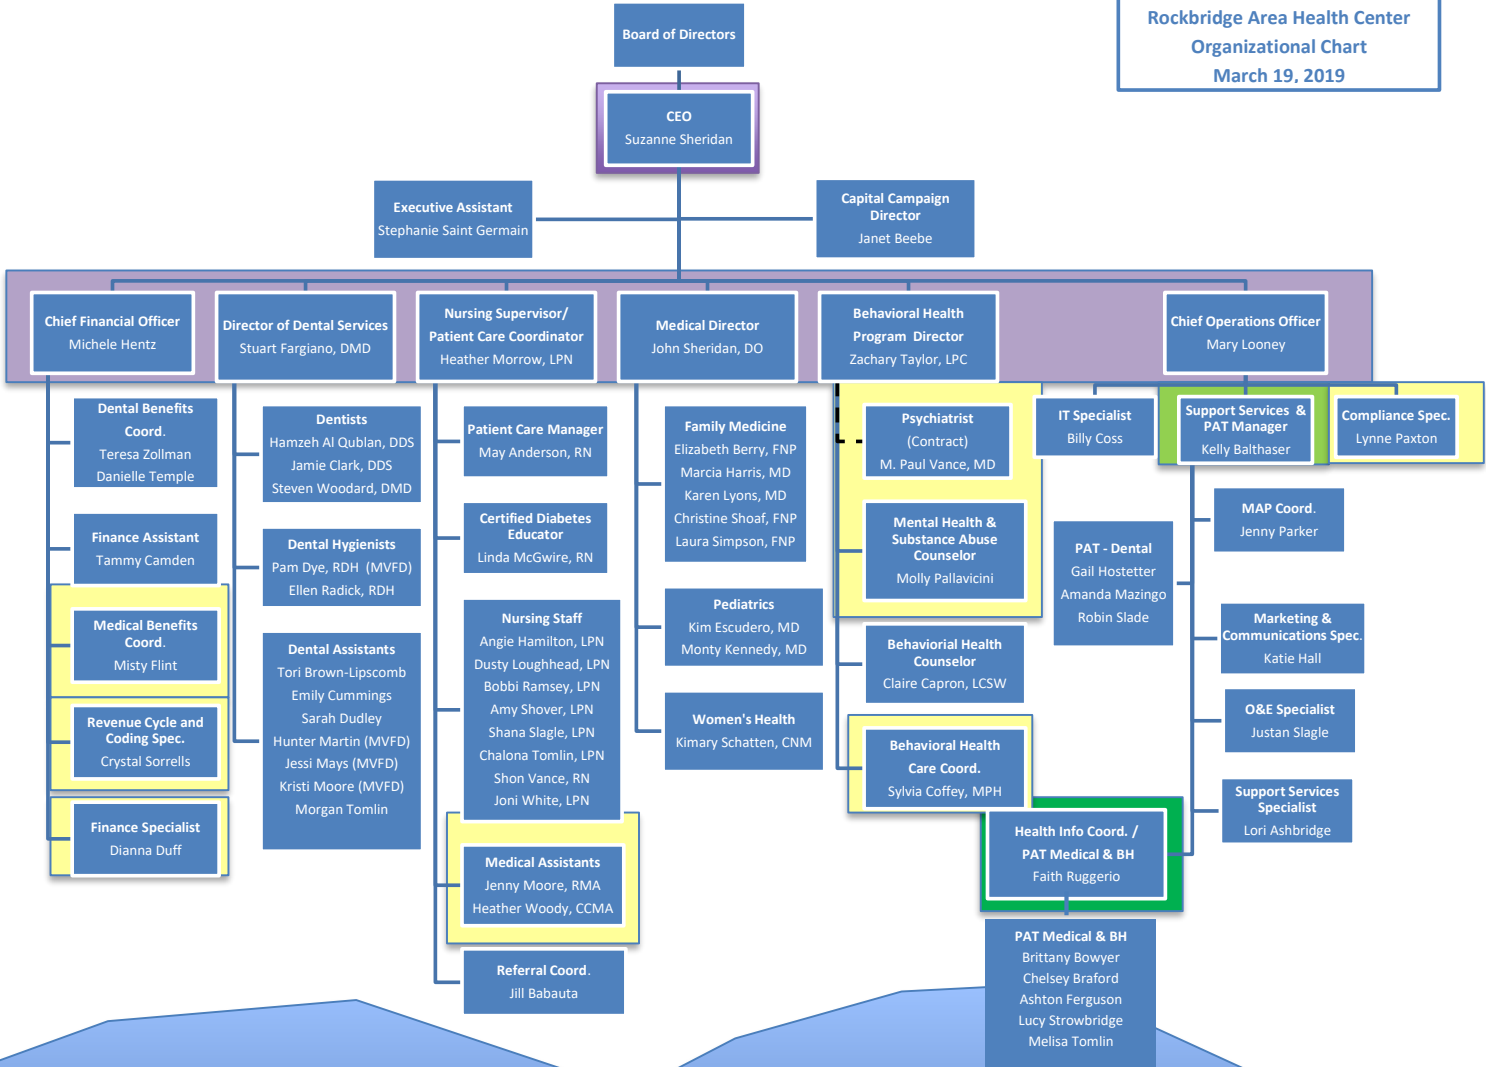 Rockbridge Area Health Center
Organizational Chart
March 19, 2019
Board of Directors
CEO
Suzanne Sheridan
Executive Assistant
Stephanie Saint Germain
Capital Campaign
Director
Janet Beebe
Chief Financial Officer
Michele Hentz
Director of Dental Services
Stuart Fargiano, DMD
Nursing Supervisor/
Patient Care Coordinator
Heather Morrow, LPN
Medical Director
John Sheridan, DO
Behavioral Health
Program Director
Zachary Taylor, LPC
Chief Operations Officer
Mary Looney
Dental Benefits
Coord.
Teresa Zollman
Danielle Temple
Finance Assistant
Tammy Camden
Medical Benefits
Coord.
Misty Flint
Revenue Cycle and
Coding Spec.
Crystal Sorrells
Finance Specialist
Dianna Duff
Dentists
Hamzeh Al Qublan, DDS
Jamie Clark, DDS
Steven Woodard, DMD
Dental Hygienists
Pam Dye, RDH (MVFD)
Ellen Radick, RDH
Dental Assistants
Tori Brown-Lipscomb
Emily Cummings
Sarah Dudley
Hunter Martin (MVFD)
Jessi Mays (MVFD)
Kristi Moore (MVFD)
Morgan Tomlin
Patient Care Manager
May Anderson, RN
Certified Diabetes
Educator
Linda McGwire, RN
Nursing Staff
Angie Hamilton, LPN
Dusty Loughhead, LPN
Bobbi Ramsey, LPN
Amy Shover, LPN
Shana Slagle, LPN
Chalona Tomlin, LPN
Shon Vance, RN
Joni White, LPN
Medical Assistants
Jenny Moore, RMA
Heather Woody, CCMA
Referral Coord.
Jill Babauta
Family Medicine
Elizabeth Berry, FNP
Marcia Harris, MD
Karen Lyons, MD
Christine Shoaf, FNP
Laura Simpson, FNP
Pediatrics
Kim Escudero, MD
Monty Kennedy, MD
Women's Health
Kimary Schatten, CNM
Psychiatrist
(Contract)
M. Paul Vance, MD
Mental Health &
Substance Abuse
Counselor
Molly Pallavicini
Behaviorial Health
Counselor
Claire Capron, LCSW
Behavioral Health
Care Coord.
Sylvia Coffey, MPH
IT Specialist
Billy Coss
Support Services &
PAT Manager
Kelly Balthaser
Compliance Spec.
Lynne Paxton
PAT - Dental
Gail Hostetter
Amanda Mazingo
Robin Slade
MAP Coord.
Jenny Parker
Marketing &
Communications Spec.
Katie Hall
O&E Specialist
Justan Slagle
Support Services
Specialist
Lori Ashbridge
Health Info Coord. /
PAT Medical & BH
Faith Ruggerio
PAT Medical & BH
Brittany Bowyer
Chelsey Braford
Ashton Ferguson
Lucy Strowbridge
Melisa Tomlin